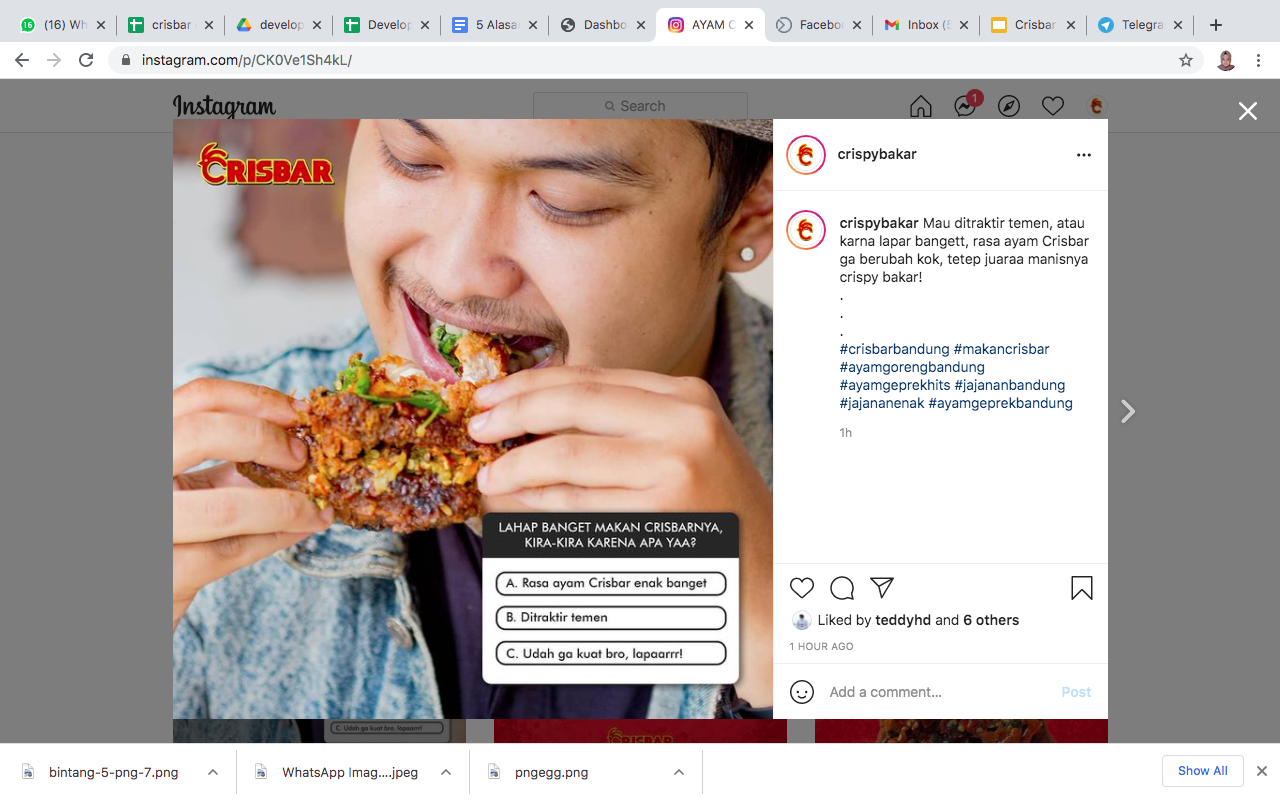 (16) Wh
crisbar
develop
Develop
5 Alasa
Dashbo
AYAM C
Facebo
Inbox (
Crisbar
Telegra
instagram.com/p/CK0Ve1Sh4kL/
Instagram
Search
1
CRISBAR
LAHAP BANGET MAKAN CRISBARNYA,
KIRA-KIRA KARENA APA YAA?
A. Rasa ayam Crisbar enak banget
B. Ditraktir temen
C. Udah ga kuat bro, lapaarrr!
crispybakar
crispybakar Mau ditraktir temen, atau
karna lapar bangett, rasa ayam Crisbar
ga berubah kok, tetep juaraa manisnya
crispy bakar!
.
.
.
#crisbarbandung #makancrisbar
#ayamgorengbandung
#ayamgeprekhits #jajananbandung
#jajananenak #ayamgeprekbandung
1h
Liked by teddyhd and 6 others
1 HOUR AGO
Add a comment...
Post
C. Udah ga kuat bro, lapaarrr!
CRISBAR
bintang-5-png-7.png
WhatsApp Imag....jpeg
pngegg.png
Show All